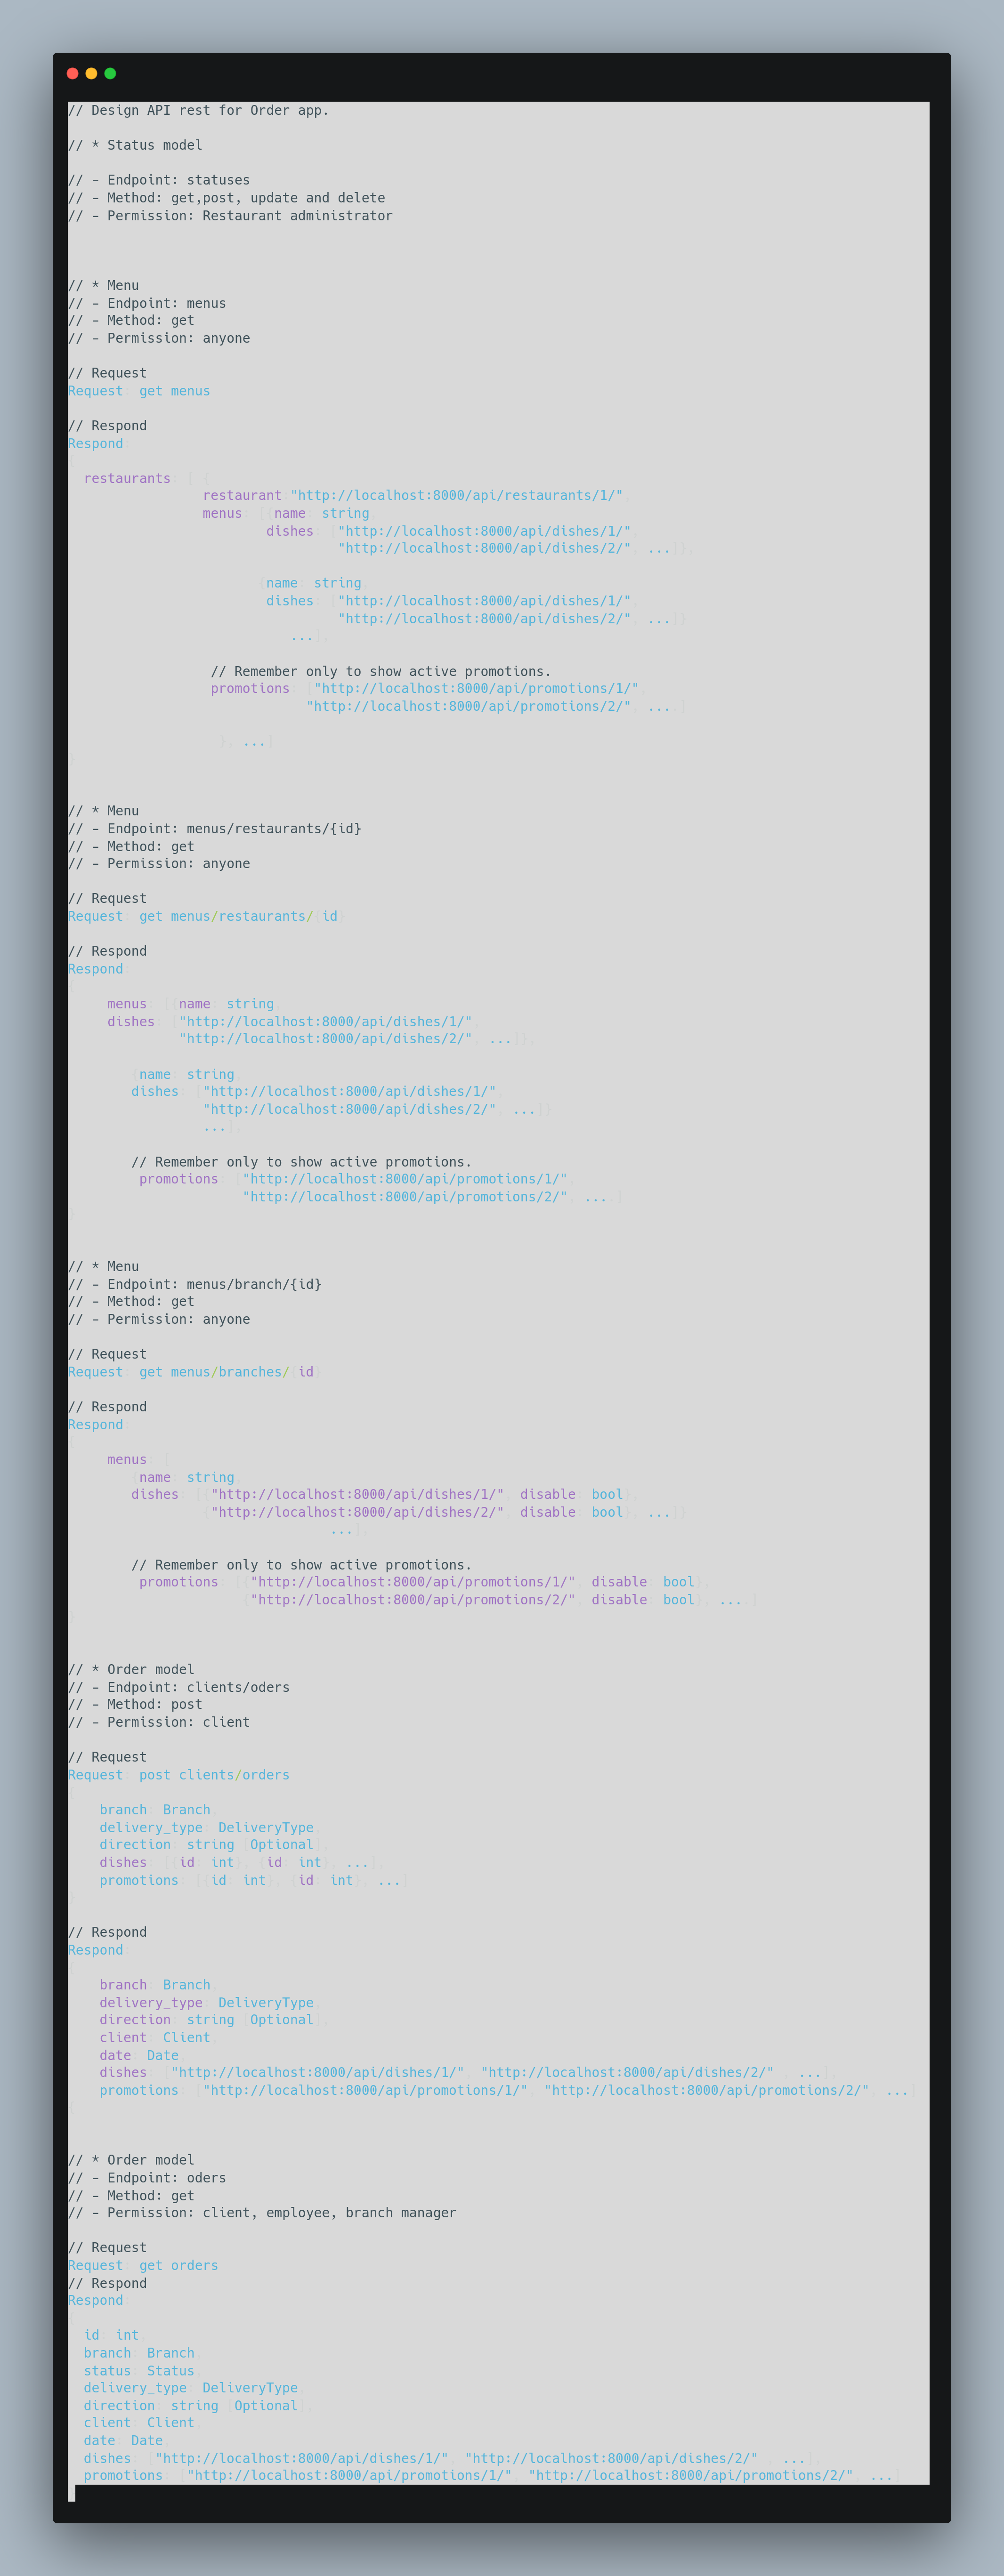 // Design API rest for Order app.
// * Status model
// - Endpoint: statuses
// - Method: get,post, update and delete
// - Permission: Restaurant administrator
// * Menu
// - Endpoint: menus
// - Method: get
// - Permission: anyone
// Request
Request: get menus
// Respond
Respond:
{
restaurants: [ {
restaurant:"http://localhost:8000/api/restaurants/1/",
menus: [{name: string,
dishes: ["http://localhost:8000/api/dishes/1/",
"http://localhost:8000/api/dishes/2/", ...]},
{name: string,
dishes: ["http://localhost:8000/api/dishes/1/",
"http://localhost:8000/api/dishes/2/", ...]}
...],
// Remember only to show active promotions.
promotions: ["http://localhost:8000/api/promotions/1/",
"http://localhost:8000/api/promotions/2/", ...]
}, ...]
}
// * Menu
// - Endpoint: menus/restaurants/{id}
// - Method: get
// - Permission: anyone
// Request
Request: get menus/restaurants/{id}
// Respond
Respond:
{
menus: [{name: string,
dishes: ["http://localhost:8000/api/dishes/1/",
"http://localhost:8000/api/dishes/2/", ...]},
{name: string,
dishes: ["http://localhost:8000/api/dishes/1/",
"http://localhost:8000/api/dishes/2/", ...]}
...],
// Remember only to show active promotions.
promotions: ["http://localhost:8000/api/promotions/1/",
"http://localhost:8000/api/promotions/2/", ...]
}
// * Menu
// - Endpoint: menus/branch/{id}
// - Method: get
// - Permission: anyone
// Request
Request: get menus/branches/{id}
// Respond
Respond:
{
menus: [
{name: string,
dishes: [{"http://localhost:8000/api/dishes/1/", disable: bool},
{"http://localhost:8000/api/dishes/2/", disable: bool}, ...]}
...],
// Remember only to show active promotions.
promotions: [{"http://localhost:8000/api/promotions/1/", disable: bool},
{"http://localhost:8000/api/promotions/2/", disable: bool}, ... ]
}
// * Order model
// - Endpoint: clients/oders
// - Method: post
// - Permission: client
// Request
Request: post clients/orders
{
branch: Branch,
delivery_type: DeliveryType,
direction: string [Optional],
dishes: [{id: int}, {id: int}, ...],
promotions: [{id: int}, {id: int}, ...]
}
// Respond
Respond:
{
branch: Branch,
delivery_type: DeliveryType,
direction: string [Optional],
client: Client,
date: Date,
dishes: ["http://localhost:8000/api/dishes/1/", "http://localhost:8000/api/dishes/2/" , ...],
promotions: ["http://localhost:8000/api/promotions/1/", "http://localhost:8000/api/promotions/2/", ...]
// * Order model
// - Endpoint: oders
// - Method: get
// - Permission: client, employee, branch manager
// Request
Request: get orders
// Respond
Respond:
{
id: int,
branch: Branch,
status: Status,
delivery_type: DeliveryType,
direction: string [Optional],
client: Client,
date: Date,
dishes: ["http://localhost:8000/api/dishes/1/", "http://localhost:8000/api/dishes/2/" , ...],
promotions: ["http://localhost:8000/api/promotions/1/", "http://localhost:8000/api/promotions/2/", ...]